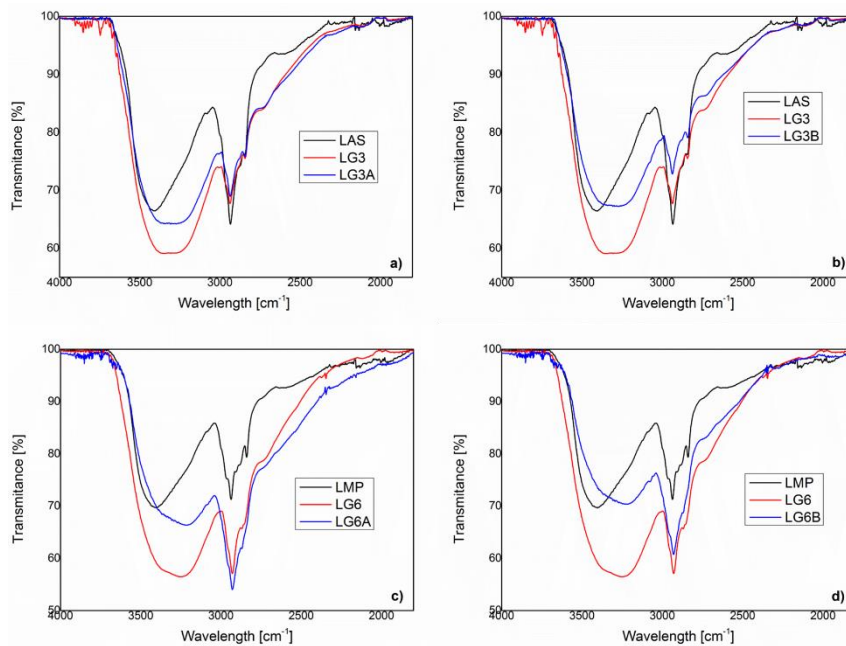 100
90
80
70
60
Transmitance [%]
LAS
LG3
LG3A
a)
4000 3500 3000 2500 2000
Wavelength [cm-1]
100
90
80
70
60
Transmitance [%]
LAS
LG3
LG3B
b)
4000 3500 3000 2500 2000
Wavelength [cm-1]
100
90
80
70
60
50
Transmitance [%]
LMP
LG6
LG6A
c)
4000 3500 3000 2500 2000
Wavelength [cm-1]
100
90
80
70
60
50
Transmitance [%]
LMP
LG6
LG6B
d)
4000 3500 3000 2500 2000
Wavelength [cm-1]